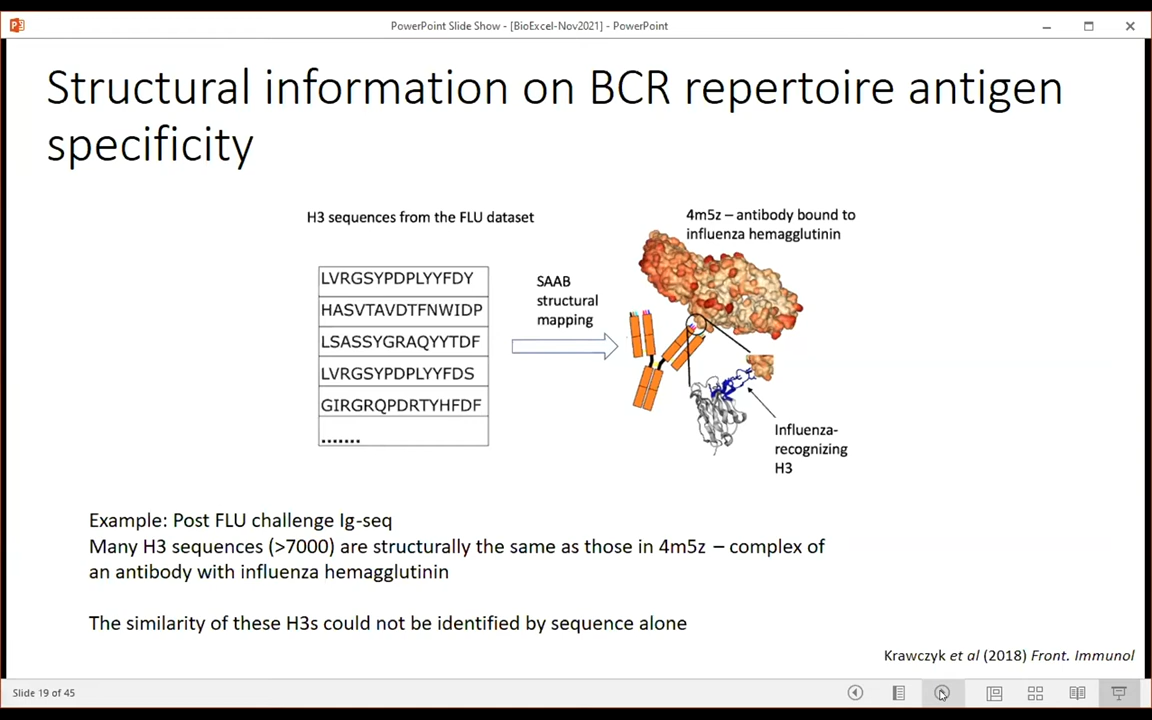 PowerPoint Slide Show - [BioExcel-Nov2021] - PowerPoint
Structural information on BCR repertoire antigen
specificity
H3 sequences from the FLU dataset
LVRGSYPDPLYYFDY
HASVTAVDTFNWIDP
LSASSYGRAQYYTDF
LVRGSYPDPLYYFDS
GIRGRQPDRTYHFDF
.......
SAAB
structural
mapping
4m5z – antibody bound to
influenza hemagglutinin
Influenza-
recognizing
H3
Example: Post FLU challenge Ig-seq
Many H3 sequences (>7000) are structurally the same as those in 4m5z – complex of
an antibody with influenza hemagglutinin
The similarity of these H3s could not be identified by sequence alone
Krawczyk et al (2018) Front. Immunol
Slide 19 of 45